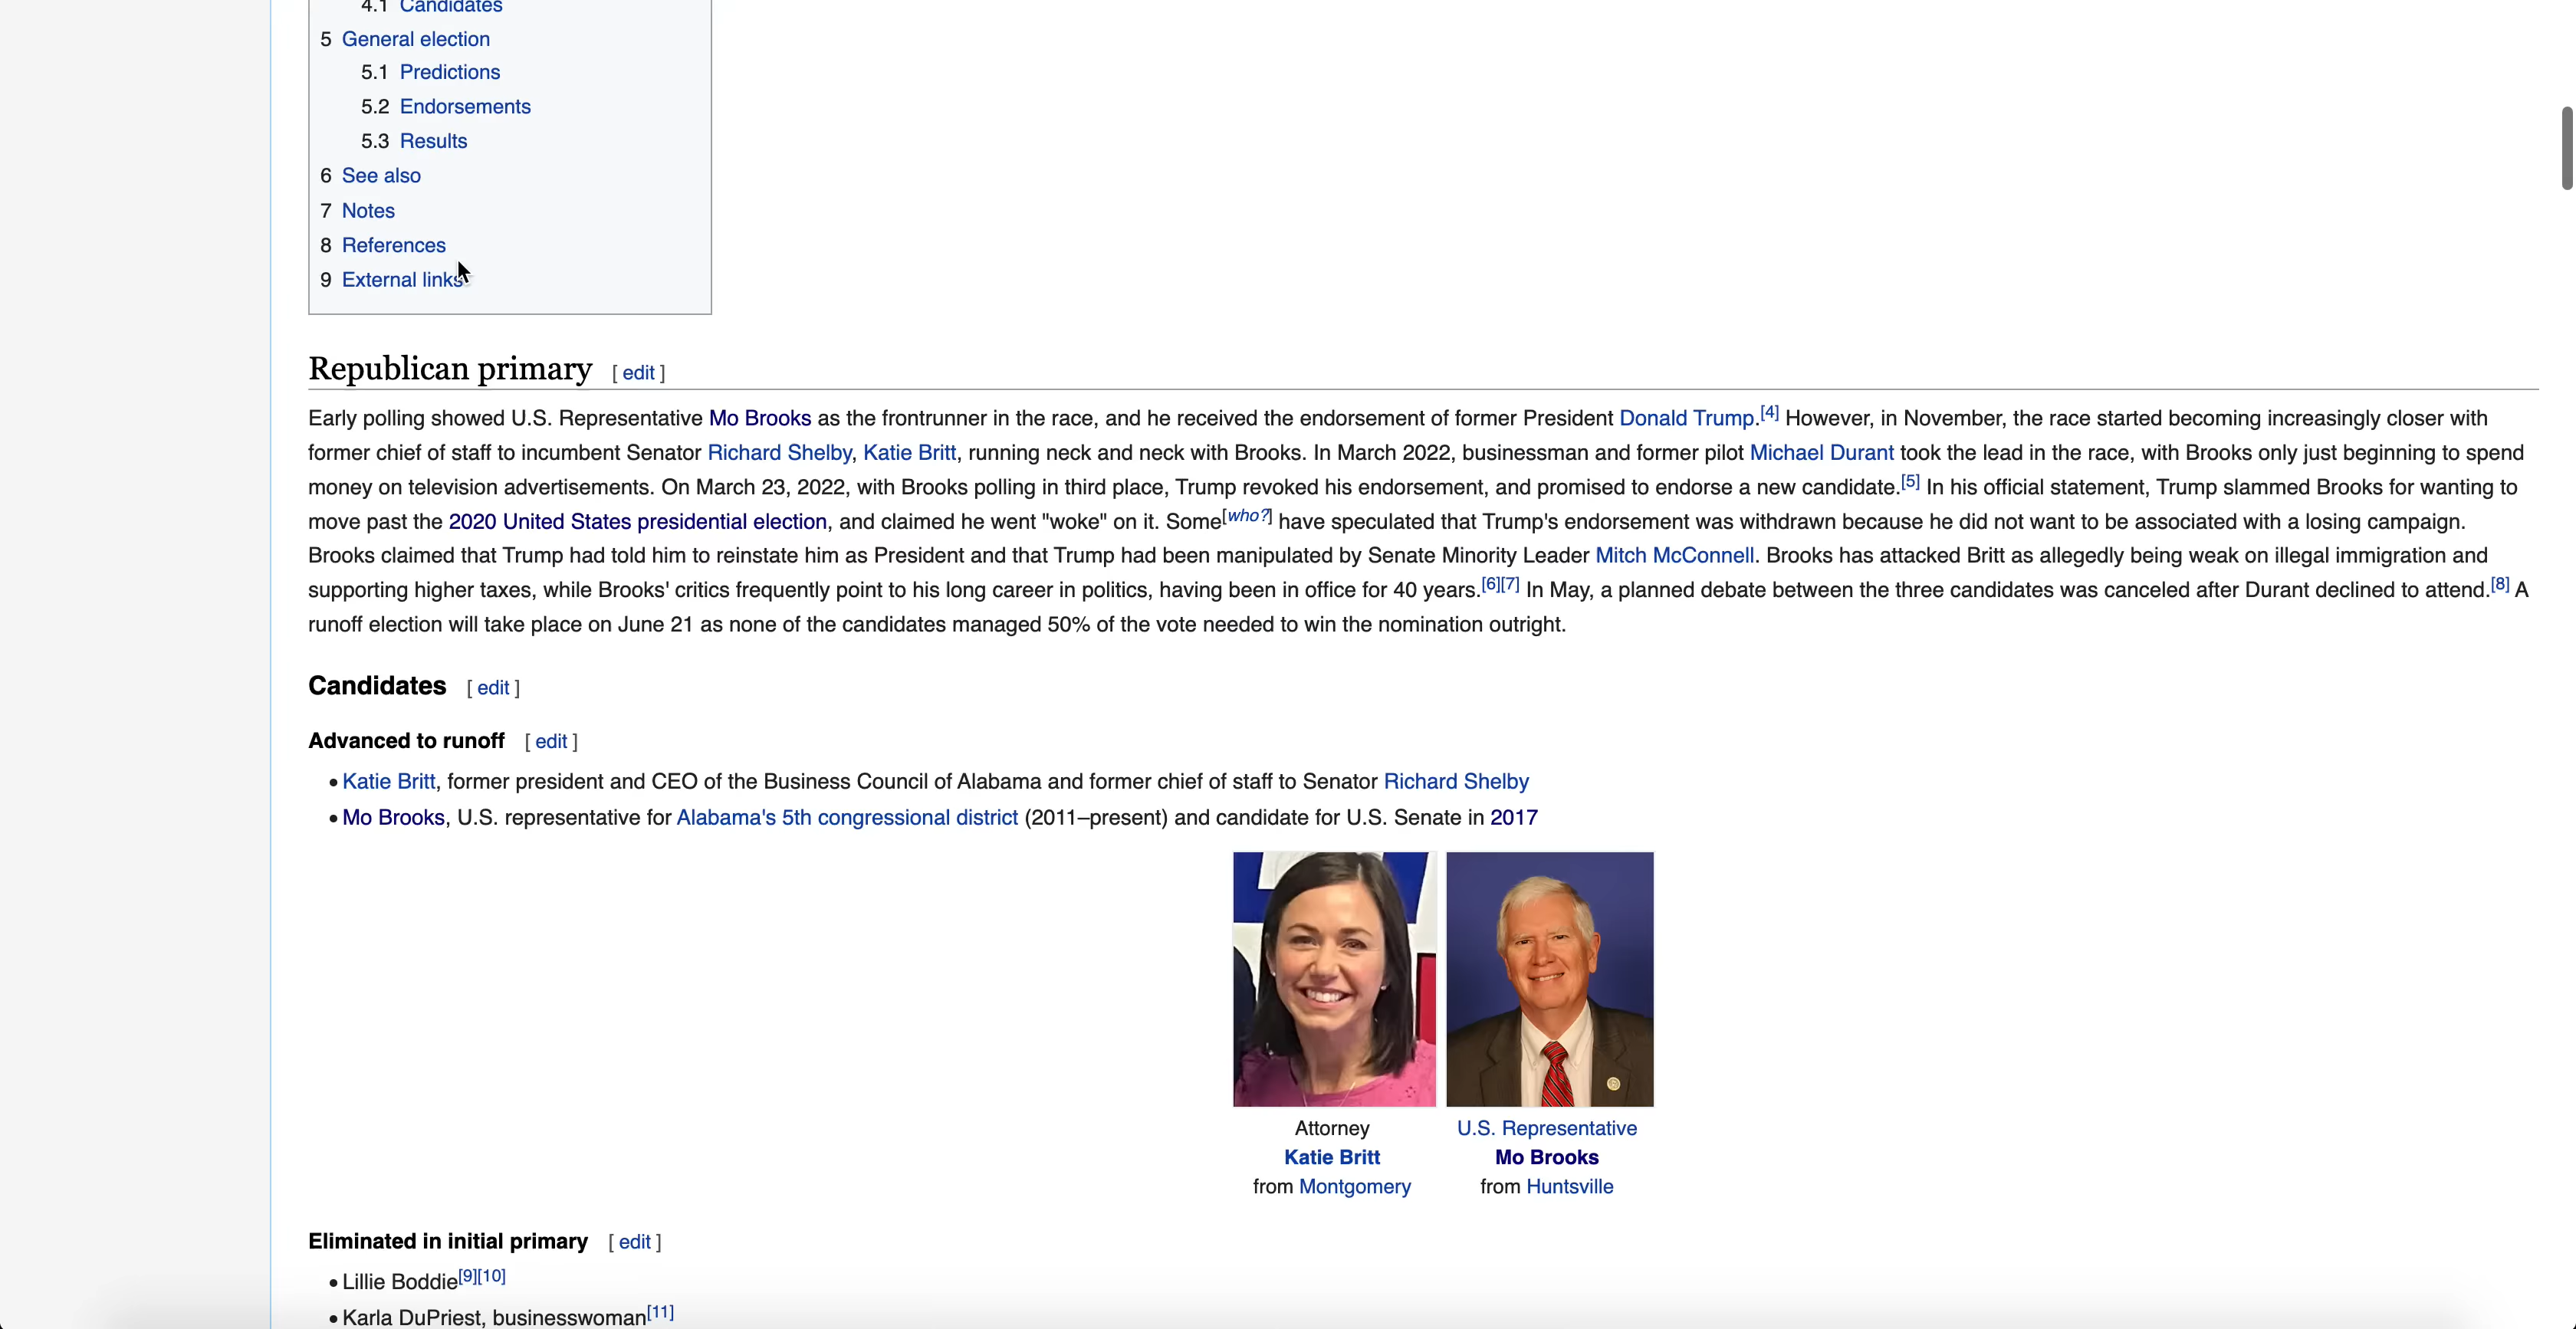 4.1 Candidates
5 General election
5.1 Predictions
5.2 Endorsements
5.3 Results
6 See also
7 Notes
8 References
9 External links
Republican primary [ edit ]
Early polling showed U.S. Representative Mo Brooks as the frontrunner in the race, and he received the endorsement of former President Donald Trump.[4] However, in November, the race started becoming increasingly closer with
former chief of staff to incumbent Senator Richard Shelby, Katie Britt, running neck and neck with Brooks. In March 2022, businessman and former pilot Michael Durant took the lead in the race, with Brooks only just beginning to spend
money on television advertisements. On March 23, 2022, with Brooks polling in third place, Trump revoked his endorsement, and promised to endorse a new candidate.[5] In his official statement, Trump slammed Brooks for wanting to
move past the 2020 United States presidential election, and claimed he went "woke" on it. Some[who?] have speculated that Trump's endorsement was withdrawn because he did not want to be associated with a losing campaign.
Brooks claimed that Trump had told him to reinstate him as President and that Trump had been manipulated by Senate Minority Leader Mitch McConnell. Brooks has attacked Britt as allegedly being weak on illegal immigration and
supporting higher taxes, while Brooks' critics frequently point to his long career in politics, having been in office for 40 years.[6][7] In May, a planned debate between the three candidates was canceled after Durant declined to attend.[8] A
runoff election will take place on June 21 as none of the candidates managed 50% of the vote needed to win the nomination outright.
Candidates [ edit ]
Advanced to runoff [ edit ]
• Katie Britt, former president and CEO of the Business Council of Alabama and former chief of staff to Senator Richard Shelby
• Mo Brooks, U.S. representative for Alabama's 5th congressional district (2011–present) and candidate for U.S. Senate in 2017
Attorney
Katie Britt
from Montgomery
U.S. Representative
Mo Brooks
from Huntsville
Eliminated in initial primary [ edit ]
• Lillie Boddie[9][10]
• Karla DuPriest, businesswoman[11]